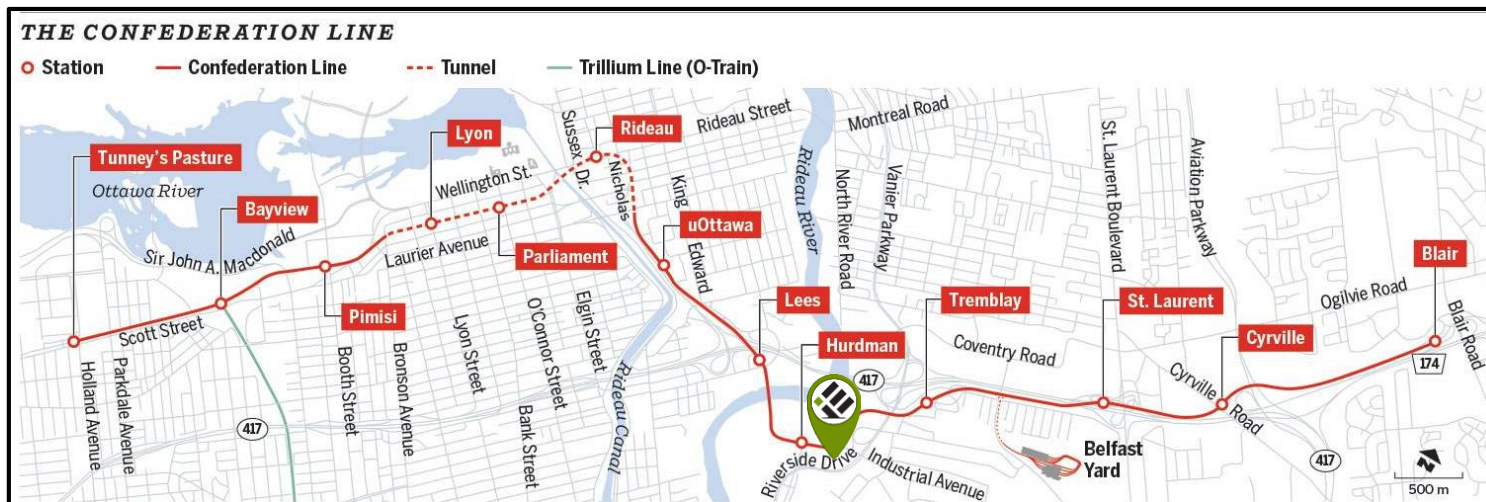 THE CONFEDERATION LINE
Station
Confederation Line
Tunnel
Trillium Line (O-Train)
Tunney's Pasture
Ottawa River
Bayview
Sir John A. Macdonald
Lyon
Wellington St.
Sussex Dr.
Rideau
Rideau Street
Nicholas
King
Edward
uOttawa
Parliament
Laurier Avenue
Pimisi
Scott Street
Holland Avenue
Parkdale Avenue
417
Booth Street
Bronson Avenue
Lyon Street
O'Connor Street
Bank Street
Elgin Street
Rideau Canal
Lees
Hurdman
Rideau River
North River Road
Montreal Road
Vanier Parkway
417
Riverside Drive
Industrial Avenue
Tremblay
Coventry Road
Belfast
Yard
St. Laurent Boulevard
St. Laurent
Aviation Parkway
Cyrville
Cyrville Road
Ogilvie Road
Blair
Blair Road
174
417
N
500 m